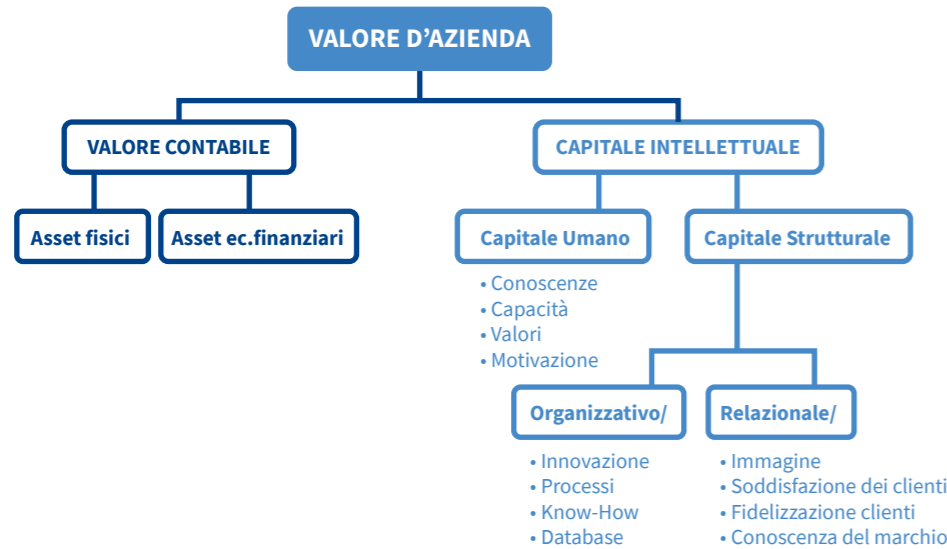 VALORE D'AZIENDA
VALORE CONTABILE
CAPITALE INTELLETTUALE
Asset fisici
Asset ec.finanziari
Capitale Umano
Capitale Strutturale
• Conoscenze
• Capacità
• Valori
• Motivazione
Organizzativo/
Relazionale/
• Innovazione
• Processi
• Know-How
• Database
• Immagine
• Soddisfazione dei clienti
• Fidelizzazione clienti
• Conoscenza del marchio